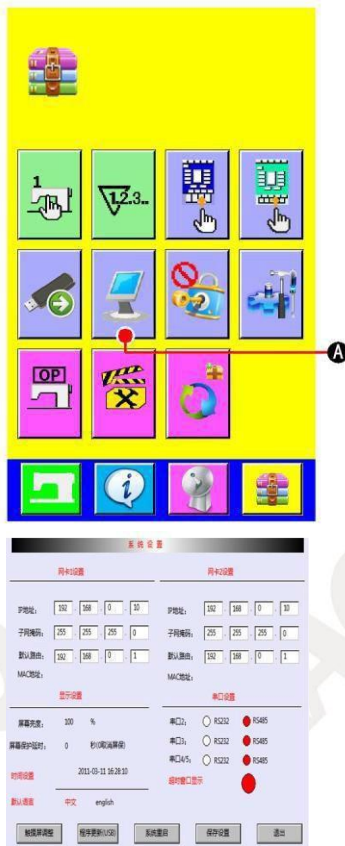 1
1.2.3..
A
OP
i
系统设置
网卡1设置 网卡2设置
IP地址： 192 . 168 . 0 . 10 IP地址： 192 . 168 . 0 . 10
子网掩码： 255 . 255 . 255 . 0 子网掩码： 255 . 255 . 255 . 0
默认路由： 192 . 168 . 0 . 1 默认路由： 192 . 168 . 0 . 1
MAC地址： MAC地址：
显示设置 串口设置
屏幕亮度： 100 % 串口2： RS232 RS485
屏幕保护延时： 0 秒(0取消屏保) 串口3： RS232 RS485
串口4/5： RS232 RS485
时间设置 2011-03-11 16:28:10 超时窗口显示
默认语言 中文 english
触摸屏调整 程序更新(USB) 系统重启 保存设置 退出